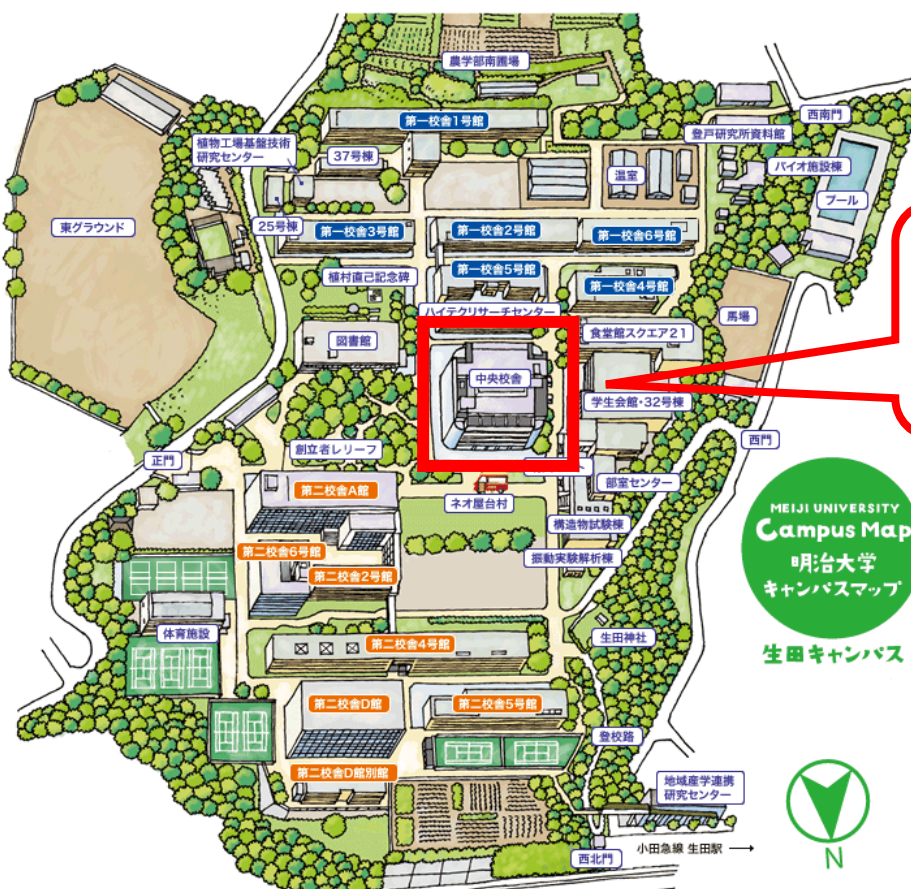 農学部南圃場
第一校舎1号館
西南門
登戸研究所資料館
植物工場基盤技術
研究センター
37号棟
バイオ施設棟
温室
プール
25号棟
東グラウンド
第一校舎3号館
第一校舎2号館
第一校舎6号館
植村直己記念碑
第一校舎5号館
第一校舎4号館
ハイテクリサーチセンター
馬場
図書館
食堂館スクエア21
中央校舎
学生会館・32号棟
西門
創立者レリーフ
正門
部室センター
第二校舎A館
ネオ屋台村
構造物試験棟
MEIJI UNIVERSITY
Campus Map
明治大学
キャンパスマップ
生田キャンパス
第二校舎6号館
振動実験解析棟
第二校舎2号館
体育施設
生田神社
第二校舎4号館
第二校舎D館
第二校舎5号館
登校路
第二校舎D館別館
地域産学連携
研究センター
小田急線 生田駅 →
西北門
N